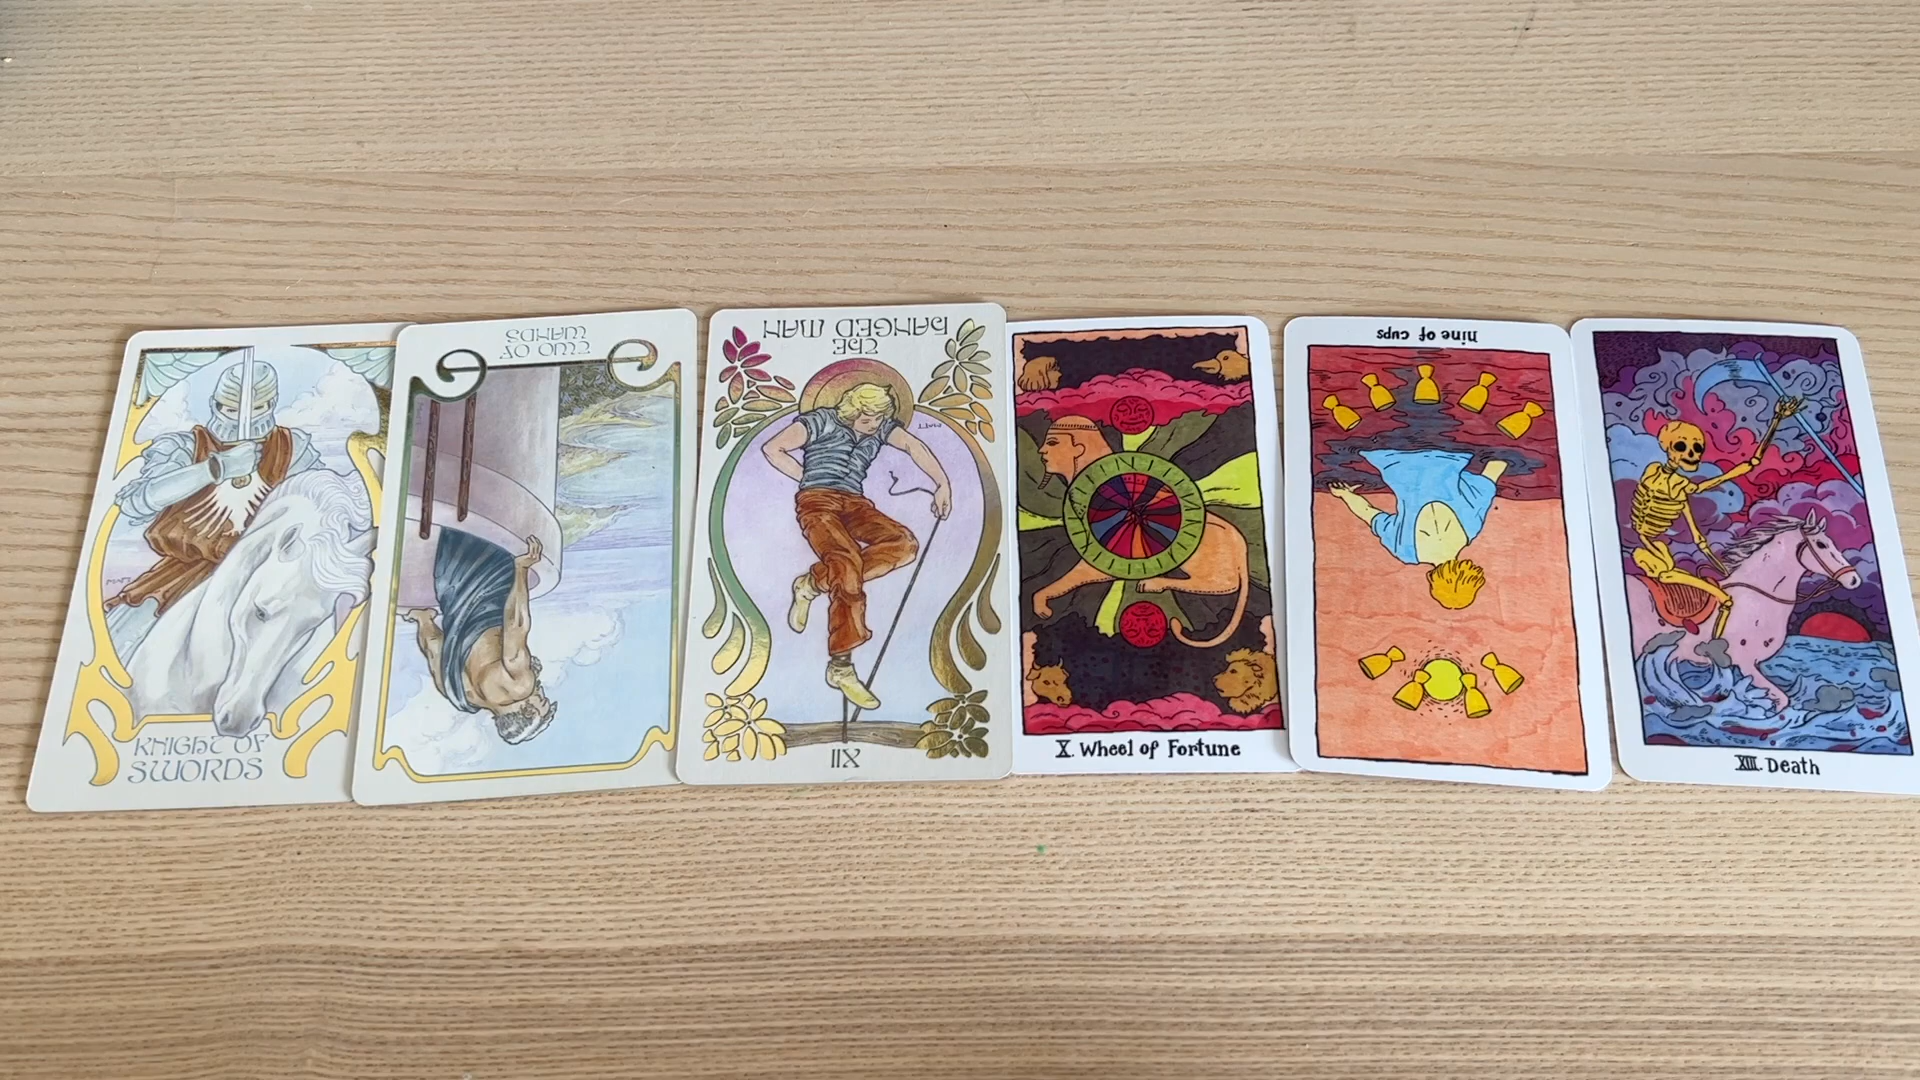 KNIGHT OF
SWORDS
TWO OF
WANDS
THE
HANGED MAN
XII
X. Wheel of Fortune
nine of cups
XIII. Death